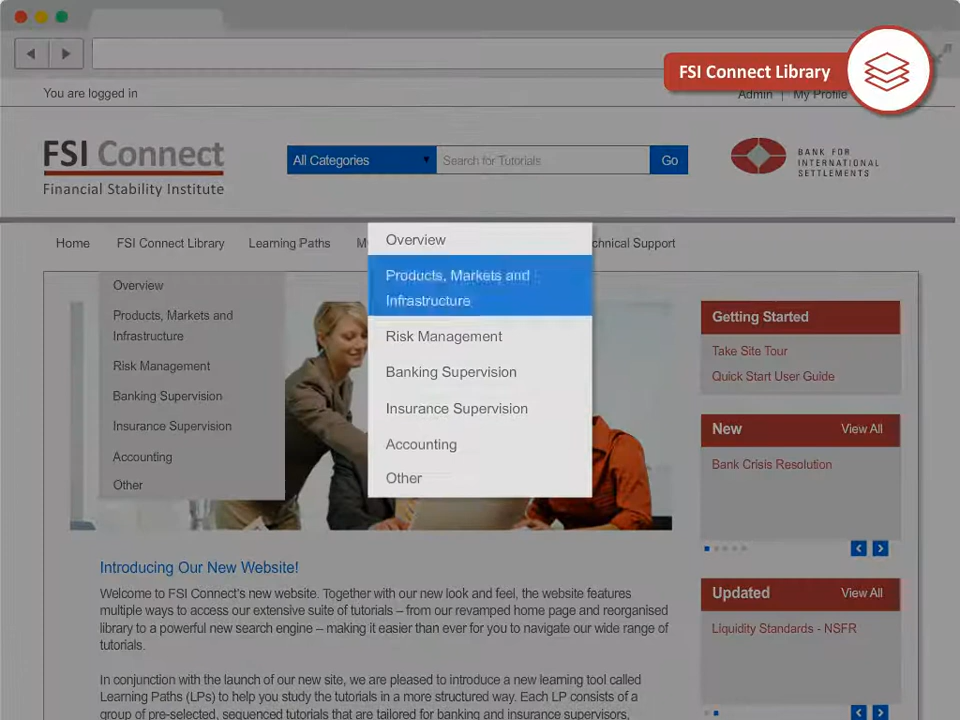 FSI Connect Library
You are logged in
Admin | My Profile
FSI Connect
Financial Stability Institute
All Categories
Search for Tutorials
Go
BANK FOR
INTERNATIONAL
SETTLEMENTS
Home
FSI Connect Library
Learning Paths
Overview
Products, Markets and
Infrastructure
Risk Management
Banking Supervision
Insurance Supervision
Accounting
Other
Overview
Products, Markets and
Infrastructure
Risk Management
Banking Supervision
Insurance Supervision
Accounting
Other
Support
Getting Started
Take Site Tour
Quick Start User Guide
New
View All
Bank Crisis Resolution
Updated
View All
Liquidity Standards - NSFR
Introducing Our New Website!
Welcome to FSI Connect's new website. Together with our new look and feel, the website features
multiple ways to access our extensive suite of tutorials – from our revamped home page and reorganised
library to a powerful new search engine – making it easier than ever for you to navigate our wide range of
tutorials.
In conjunction with the launch of our new site, we are pleased to introduce a new learning tool called
Learning Paths (LPs) to help you study the tutorials in a more structured way. Each LP consists of a
group of pre-selected, sequenced tutorials that are tailored for banking and insurance supervisors,